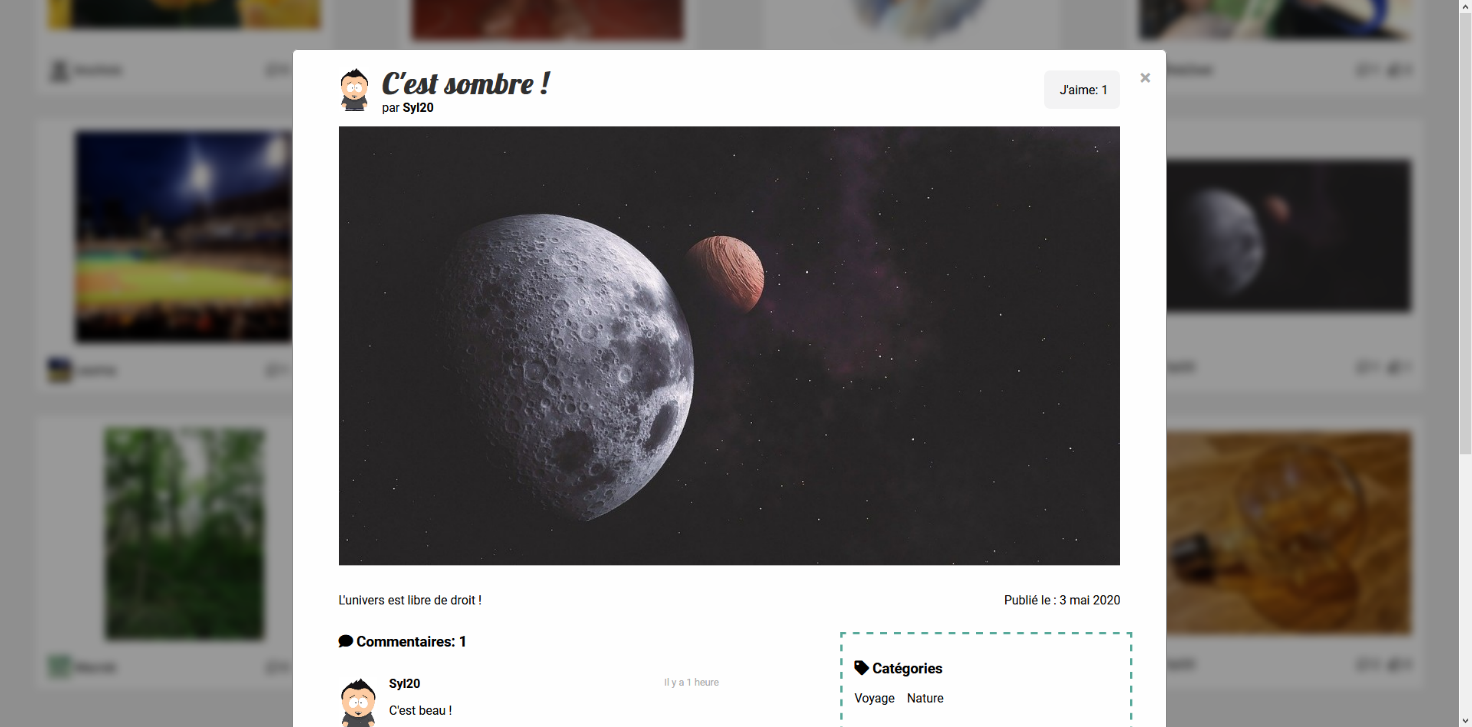 C'est sombre !
par Syl20
J'aime: 1
×
L'univers est libre de droit !
Publié le : 3 mai 2020
Commentaires: 1
Syl20
Il y a 1 heure
C'est beau !
Catégories
Voyage Nature